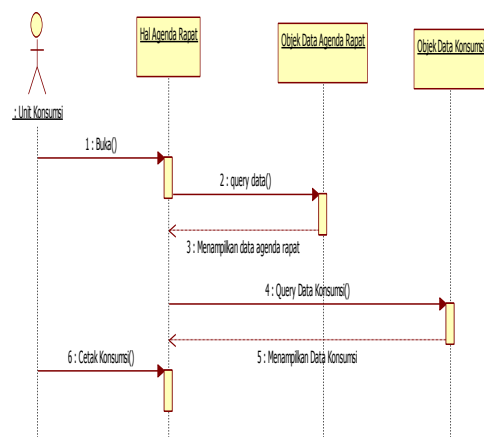 Hal Agenda Rapat
Objek Data Agenda Rapat
Objek Data Konsumsi
: Unit Konsumsi
1 : Buka()
2 : query data()
3 : Menampilkan data agenda rapat
4 : Query Data Konsumsi()
5 : Menampilkan Data Konsumsi
6 : Cetak Konsumsi()